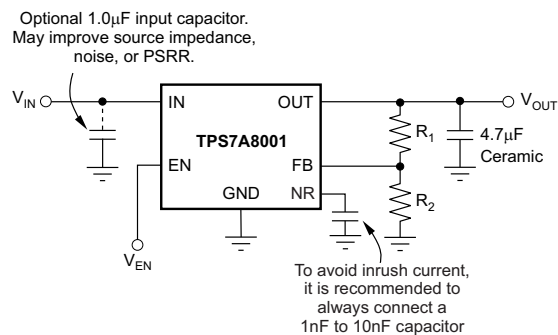 Optional 1.0μF input capacitor.
May improve source impedance,
noise, or PSRR.
V_IN
IN
OUT
V_OUT
TPS7A8001
R_1
4.7μF
Ceramic
EN
FB
GND
NR
R_2
V_EN
To avoid inrush current,
it is recommended to
always connect a
1nF to 10nF capacitor